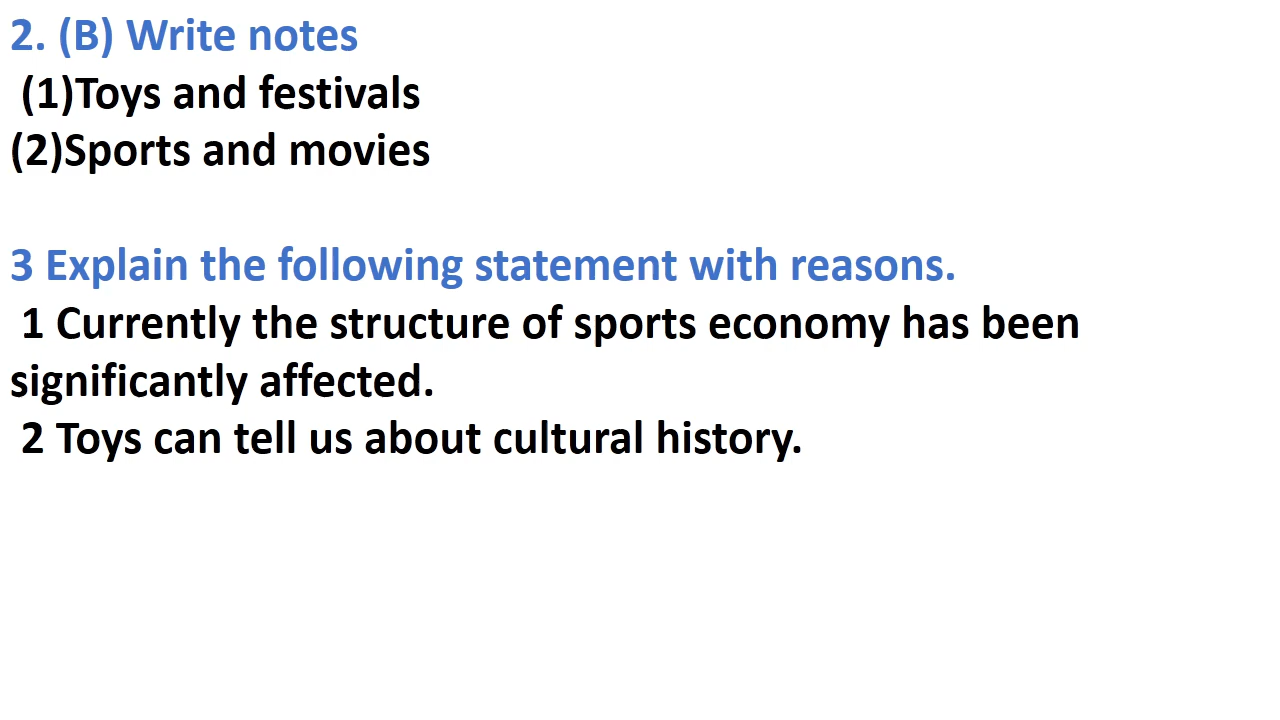 2. (B) Write notes
(1)Toys and festivals
(2)Sports and movies
3 Explain the following statement with reasons.
1 Currently the structure of sports economy has been
significantly affected.
2 Toys can tell us about cultural history.